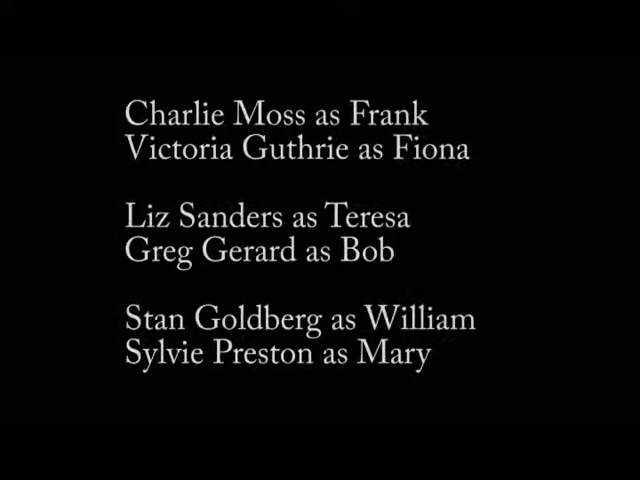 Charlie Moss as Frank
Victoria Guthrie as Fiona
Liz Sanders as Teresa
Greg Gerard as Bob
Stan Goldberg as William
Sylvie Preston as Mary